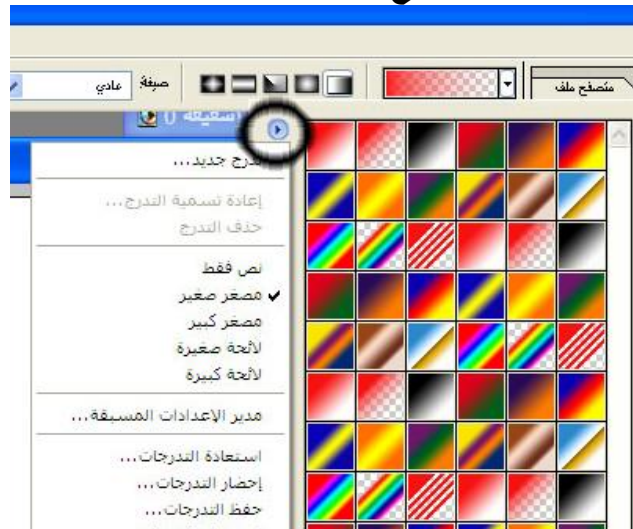 متصفح ملف
صيغة: عادي
0
تدرج جديد...
إعادة تسمية التدرج...
حذف التدرج
نص فقط
مصغر صغير
مصغر كبير
لائحة صغيرة
لائحة كبيرة
مدير الإعدادات المسبقة...
استعادة التدرجات...
إحضار التدرجات...
حفظ التدرجات...